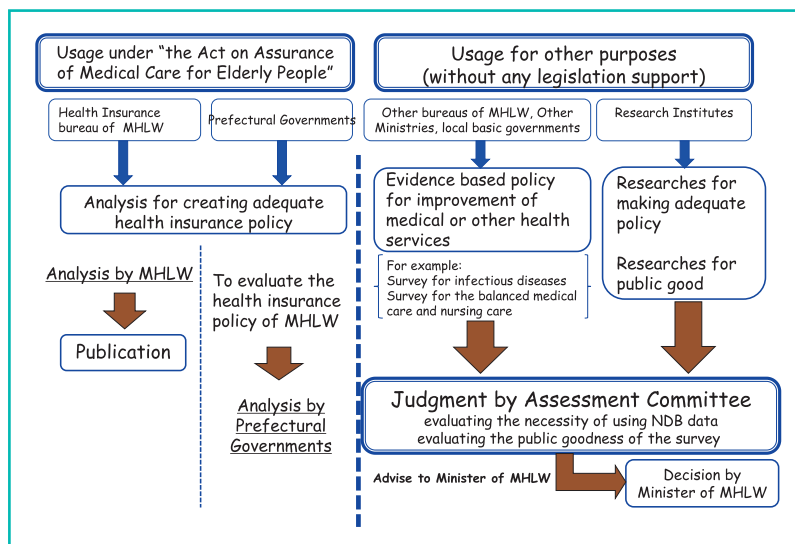 Usage under “the Act on Assurance
of Medical Care for Elderly People”
Usage for other purposes
(without any legislation support)
Health Insurance
bureau of MHLW
Prefectural Governments
Other bureaus of MHLW, Other
Ministries, local basic governments
Research Institutes
Analysis for creating adequate
health insurance policy
Evidence based policy
for improvement of
medical or other health
services
Researches for
making adequate
policy
Researches for
public good
Analysis by MHLW
Publication
To evaluate the
health insurance
policy of MHLW
Analysis by
Prefectural
Governments
For example:
Survey for infectious diseases
Survey for the balanced medical
care and nursing care
Judgment by Assessment Committee
evaluating the necessity of using NDB data
evaluating the public goodness of the survey
Advise to Minister of MHLW
Decision by
Minister of MHLW